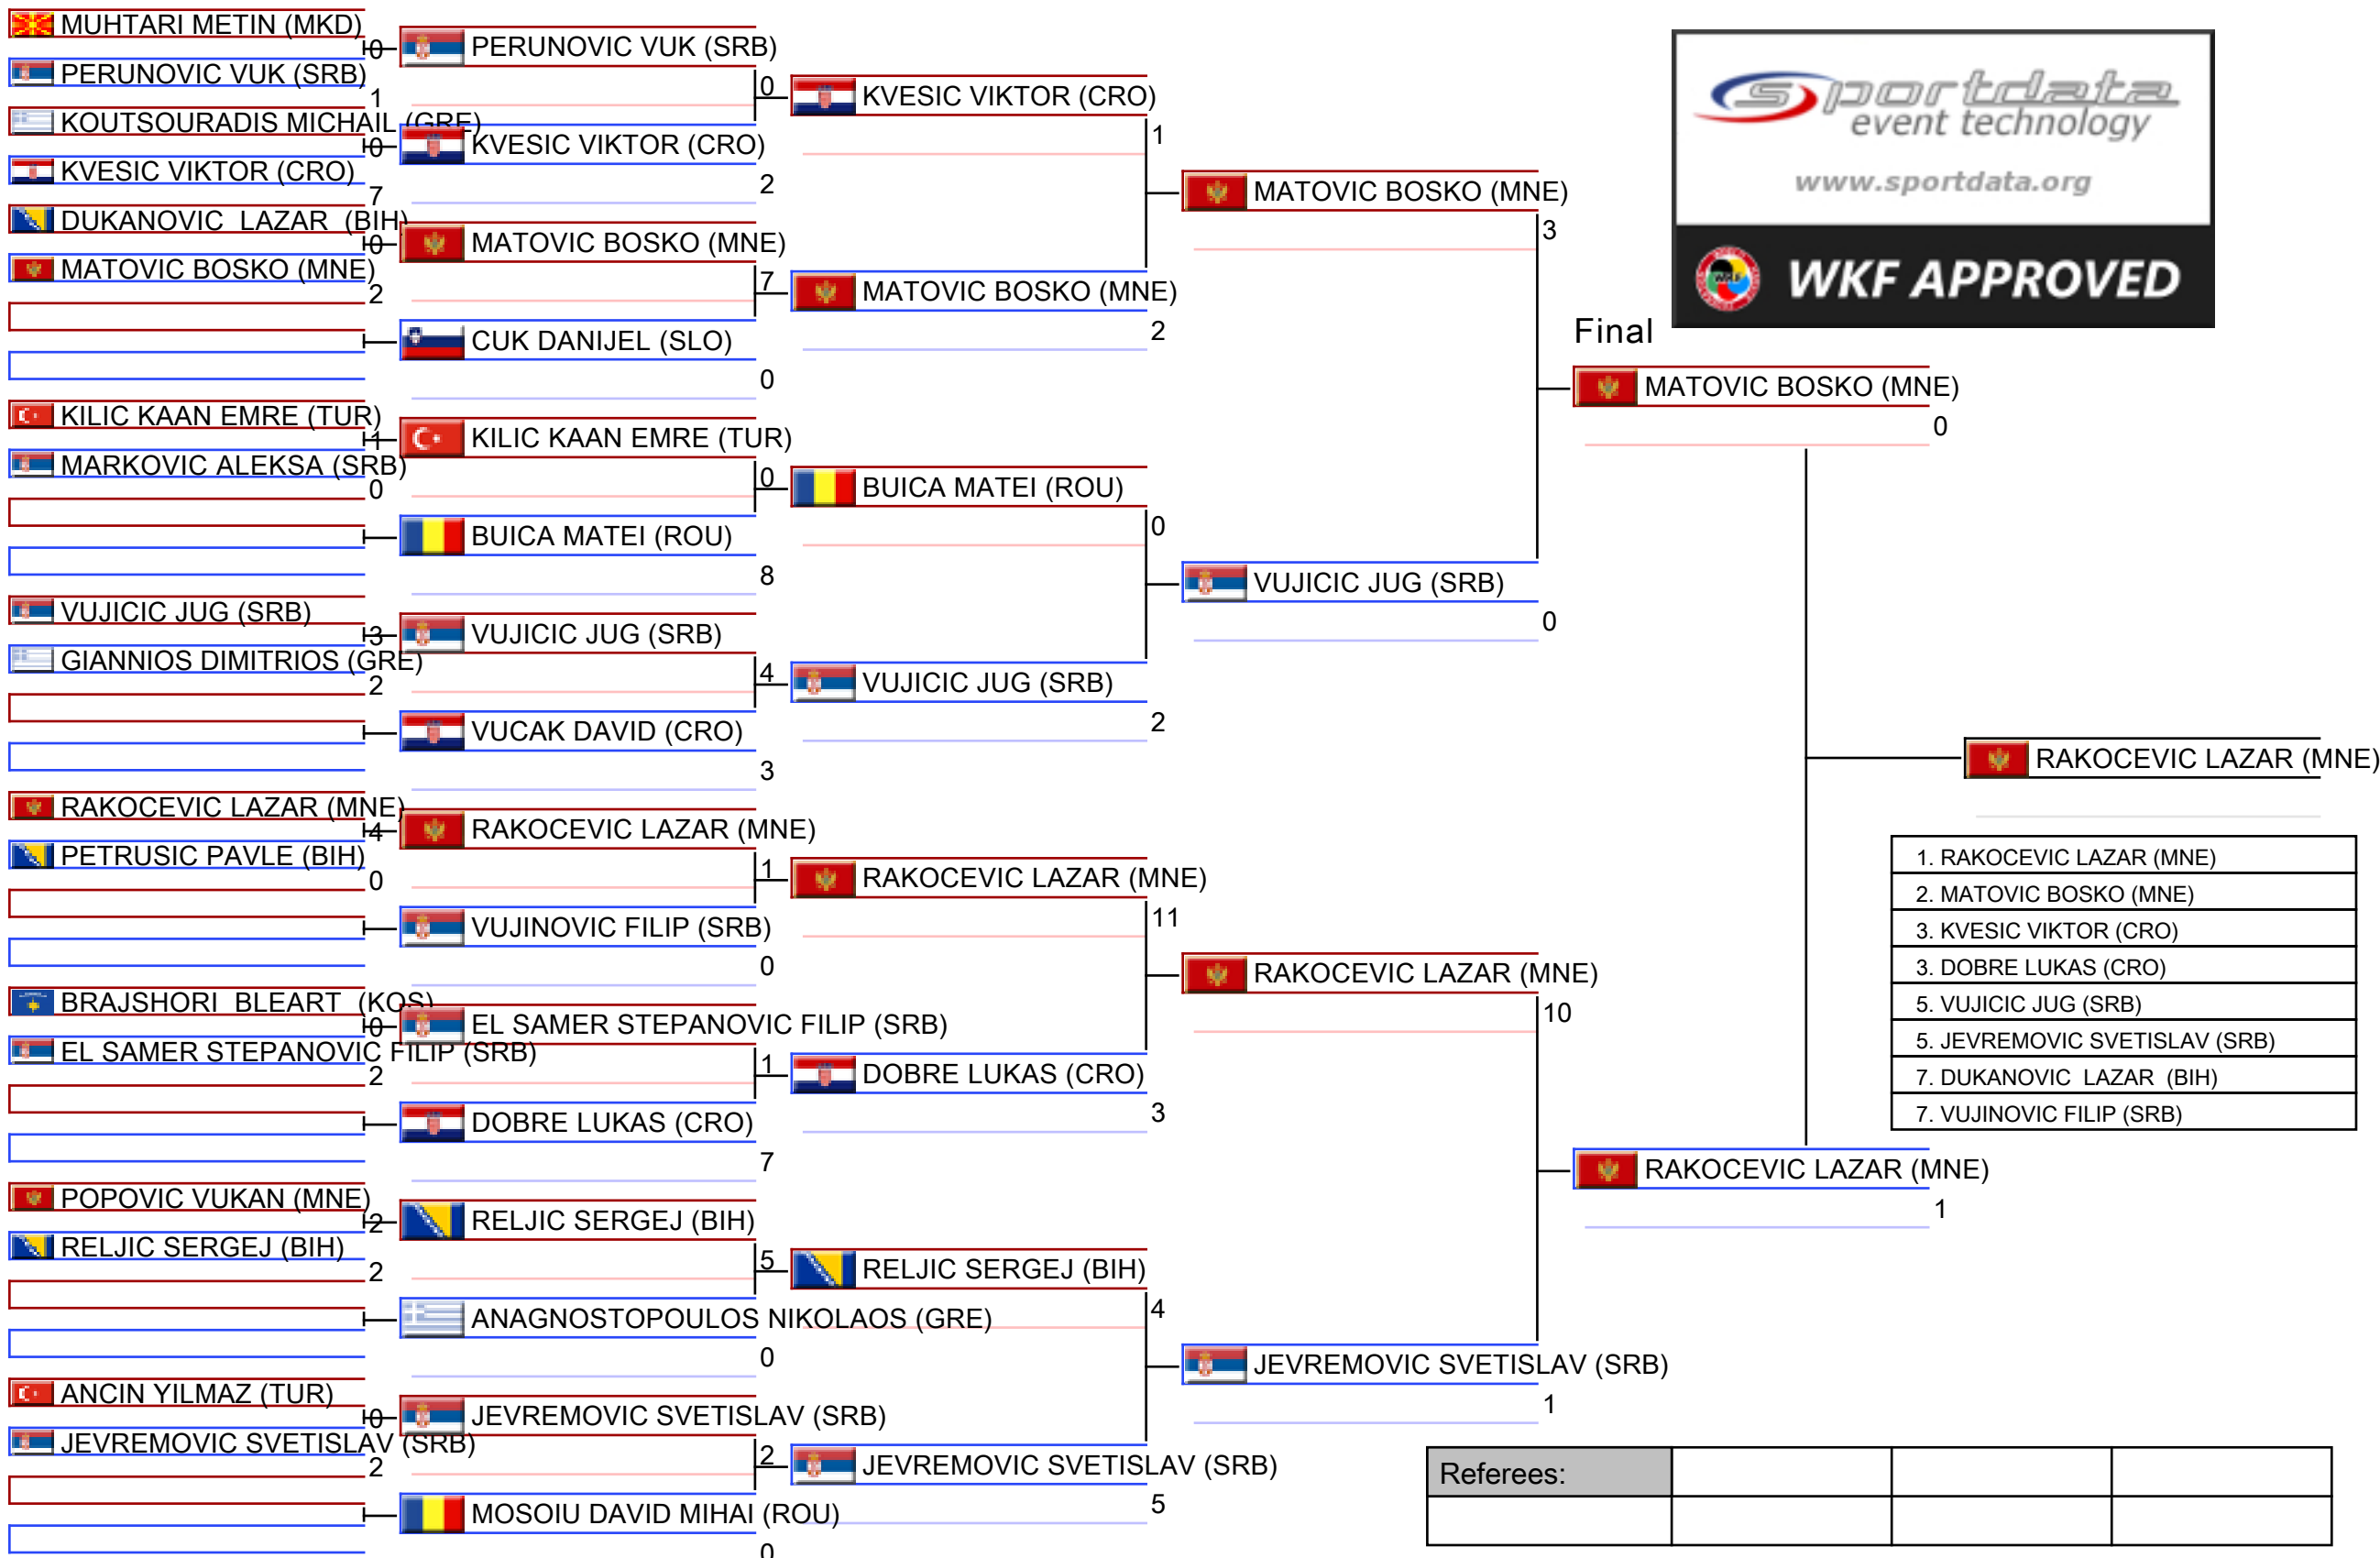 MUHTARI METIN (MKD)
0
PERUNOVIC VUK (SRB)
1
KOUTSOURADIS MICHAIL (GRE)
0
KVESIC VIKTOR (CRO)
7
DUKANOVIC  LAZAR  (BIH)
0
MATOVIC BOSKO (MNE)
2
KILIC KAAN EMRE (TUR)
1
MARKOVIC ALEKSA (SRB)
0
VUJICIC JUG (SRB)
3
GIANNIOS DIMITRIOS (GRE)
2
RAKOCEVIC LAZAR (MNE)
4
PETRUSIC PAVLE (BIH)
0
BRAJSHORI  BLEART  (KOS)
0
EL SAMER STEPANOVIC FILIP (SRB)
2
POPOVIC VUKAN (MNE)
2
RELJIC SERGEJ (BIH)
2
ANCIN YILMAZ (TUR)
0
JEVREMOVIC SVETISLAV (SRB)
2
PERUNOVIC VUK (SRB)
0
KVESIC VIKTOR (CRO)
2
MATOVIC BOSKO (MNE)
7
CUK DANIJEL (SLO)
0
KILIC KAAN EMRE (TUR)
0
BUICA MATEI (ROU)
8
VUJICIC JUG (SRB)
4
VUCAK DAVID (CRO)
3
RAKOCEVIC LAZAR (MNE)
1
VUJINOVIC FILIP (SRB)
0
EL SAMER STEPANOVIC FILIP (SRB)
1
DOBRE LUKAS (CRO)
7
RELJIC SERGEJ (BIH)
5
ANAGNOSTOPOULOS NIKOLAOS (GRE)
0
JEVREMOVIC SVETISLAV (SRB)
2
MOSOIU DAVID MIHAI (ROU)
0
KVESIC VIKTOR (CRO)
1
MATOVIC BOSKO (MNE)
2
BUICA MATEI (ROU)
0
VUJICIC JUG (SRB)
2
RAKOCEVIC LAZAR (MNE)
11
DOBRE LUKAS (CRO)
3
RELJIC SERGEJ (BIH)
4
JEVREMOVIC SVETISLAV (SRB)
5
MATOVIC BOSKO (MNE)
3
VUJICIC JUG (SRB)
0
RAKOCEVIC LAZAR (MNE)
10
JEVREMOVIC SVETISLAV (SRB)
1
Final
MATOVIC BOSKO (MNE)
0
RAKOCEVIC LAZAR (MNE)
1
sportdata
event technology
www.sportdata.org
WKF
WKF APPROVED
RAKOCEVIC LAZAR (MNE)
1. RAKOCEVIC LAZAR (MNE)
2. MATOVIC BOSKO (MNE)
3. KVESIC VIKTOR (CRO)
3. DOBRE LUKAS (CRO)
5. VUJICIC JUG (SRB)
5. JEVREMOVIC SVETISLAV (SRB)
7. DUKANOVIC  LAZAR  (BIH)
7. VUJINOVIC FILIP (SRB)
Referees: